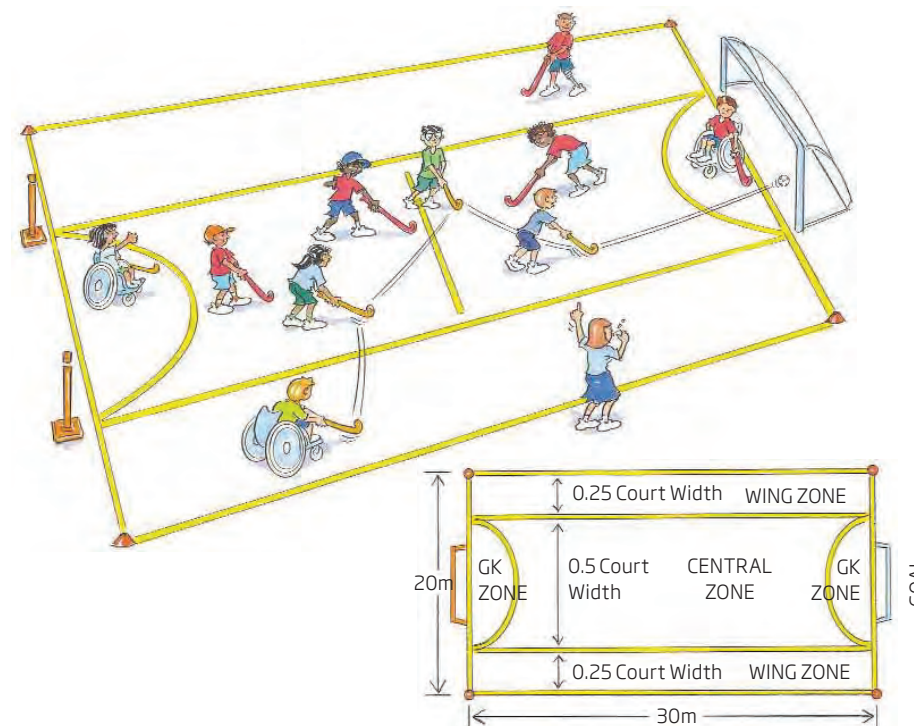 0.25 Court Width WING ZONE
20m
GK
ZONE
0.5 Court
Width
CENTRAL
ZONE
GK
ZONE
GOAL
0.25 Court Width WING ZONE
30m